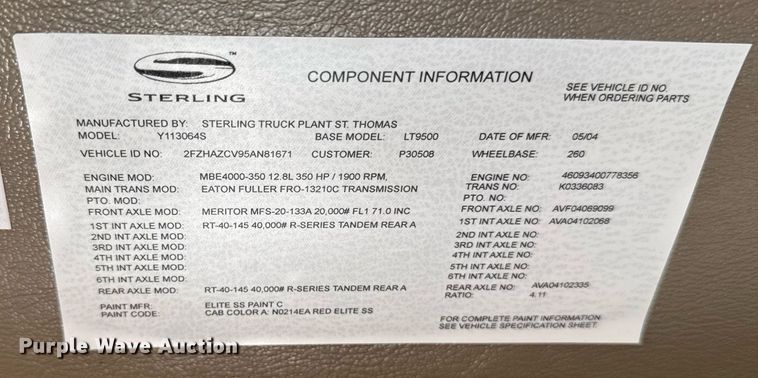 ™
STERLING
COMPONENT INFORMATION
SEE VEHICLE ID NO.
WHEN ORDERING PARTS
MANUFACTURED BY: STERLING TRUCK PLANT ST. THOMAS
MODEL: Y113064S BASE MODEL: LT9500 DATE OF MFR: 05/04
VEHICLE ID NO: 2FZHAZCV95AN81671 CUSTOMER: P30508 WHEELBASE: 260
ENGINE MOD: MBE4000-350 12.8L 350 HP / 1900 RPM, ENGINE NO: 46093400778356
MAIN TRANS MOD: EATON FULLER FRO-13210C TRANSMISSION TRANS NO: K0336083
PTO. MOD: PTO. NO:
FRONT AXLE MOD: MERITOR MFS-20-133A 20,000# FL1 71.0 INC FRONT AXLE NO: AVF04069099
1ST INT AXLE MOD: RT-40-145 40,000# R-SERIES TANDEM REAR A 1ST INT AXLE NO: AVA04102068
2ND INT AXLE MOD: 2ND INT AXLE NO:
3RD INT AXLE MOD: 3RD INT AXLE NO:
4TH INT AXLE MOD: 4TH INT AXLE NO:
5TH INT AXLE MOD: 5TH INT AXLE NO:
6TH INT AXLE MOD: 6TH INT AXLE NO:
REAR AXLE MOD: RT-40-145 40,000# R-SERIES TANDEM REAR A REAR AXLE NO: AVA04102335
RATIO: 4.11
PAINT MFR: ELITE SS PAINT C
PAINT CODE: CAB COLOR A: N0214EA RED ELITE SS
FOR COMPLETE PAINT INFORMATION
SEE VEHICLE SPECIFICATION SHEET.
Purple Wave Auction